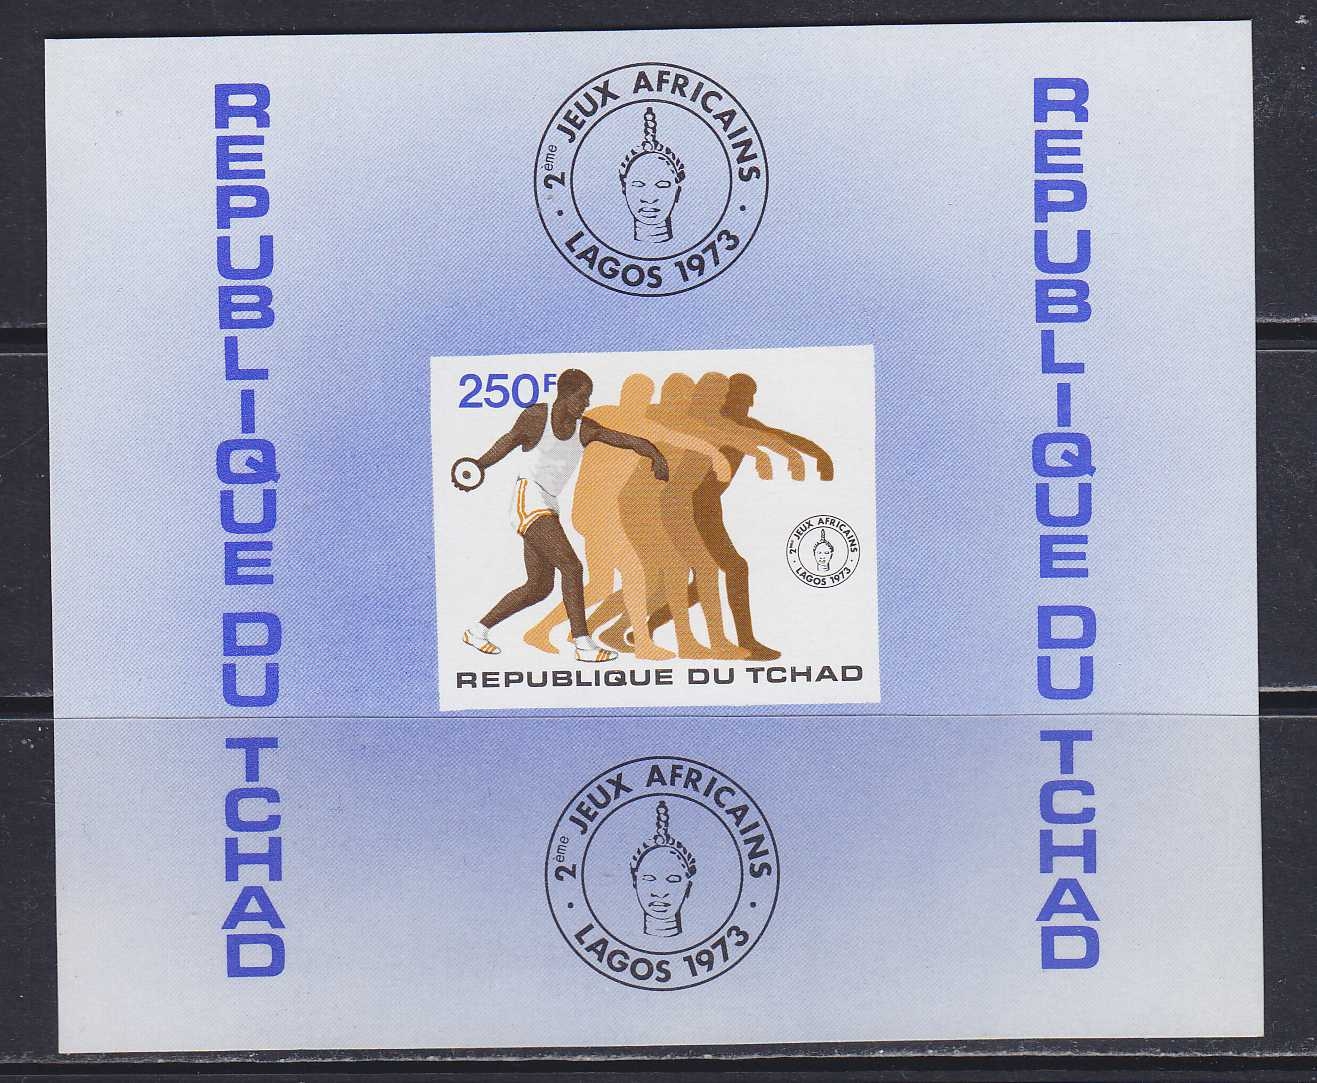 REPUBLIQUE DU TCHAD
2ème JEUX AFRICAINS
· LAGOS 1973 ·
REPUBLIQUE DU TCHAD
250F
2ème JEUX AFRICAINS
· LAGOS 1973 ·
REPUBLIQUE DU TCHAD
2ème JEUX AFRICAINS
· LAGOS 1973 ·